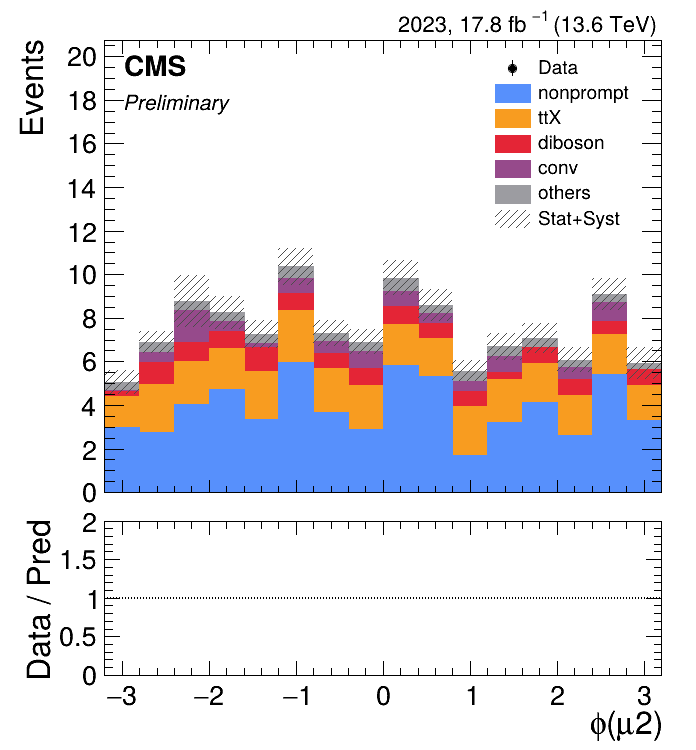 2023, 17.8 fb⁻¹ (13.6 TeV)
Events
20
18
16
14
12
10
8
6
4
2
0
CMS
Preliminary
Data
nonprompt
ttX
diboson
conv
others
Stat+Syst
Data / Pred
2
1.5
1
0.5
0
−3 −2 −1 0 1 2 3
ϕ(μ2)